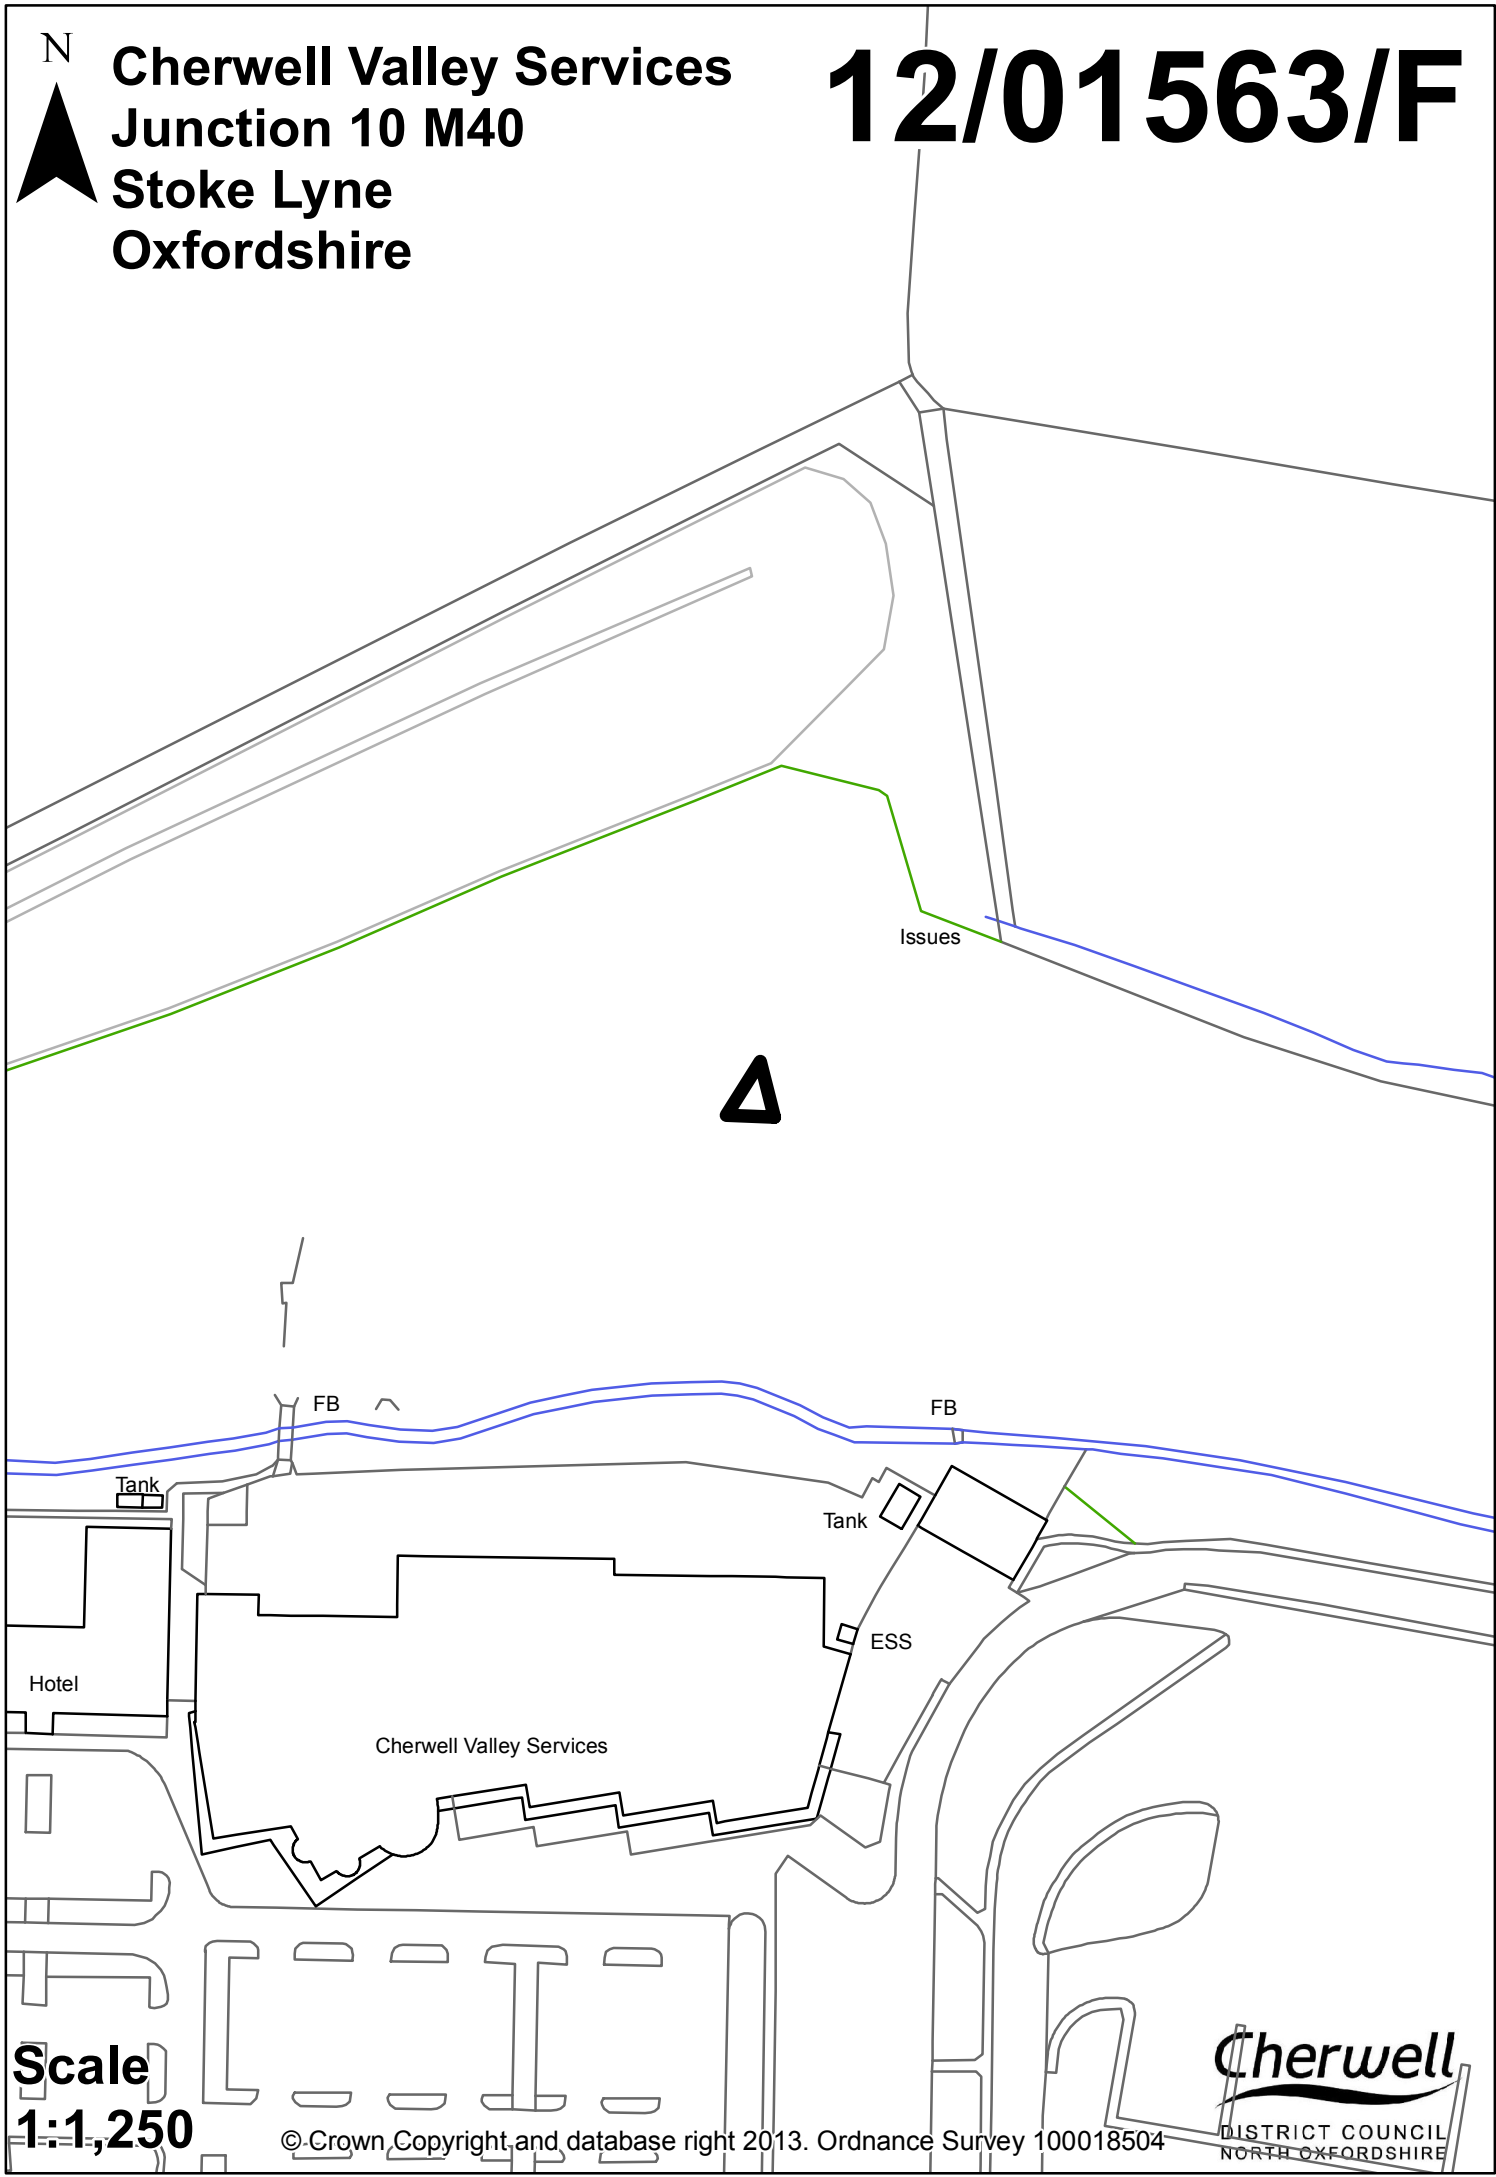 N
Cherwell Valley Services
Junction 10 M40
Stoke Lyne
Oxfordshire
12/01563/F
Issues
FB
FB
Tank
Tank
ESS
Hotel
Cherwell Valley Services
Scale
1:1,250
© Crown Copyright and database right 2013. Ordnance Survey 100018504
Cherwell
DISTRICT COUNCIL
NORTH OXFORDSHIRE